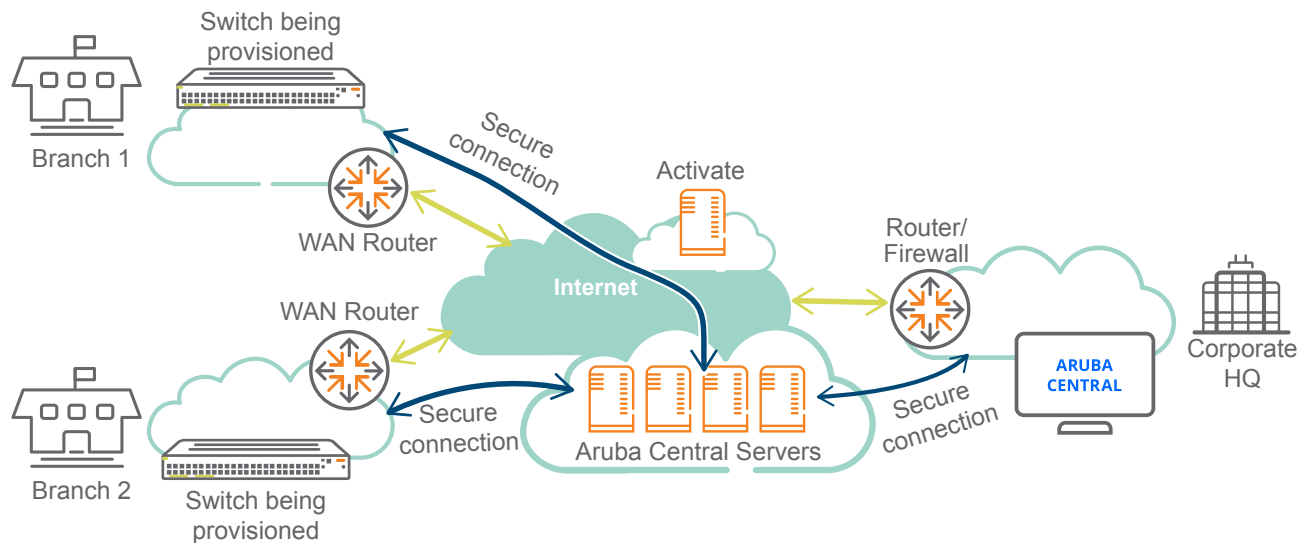 Switch being
provisioned
Branch 1
Secure
connection
WAN Router
Activate
Router/
Firewall
Internet
WAN Router
Corporate
HQ
ARUBA
CENTRAL
Secure
connection
Secure
connection
Aruba Central Servers
Branch 2
Switch being
provisioned